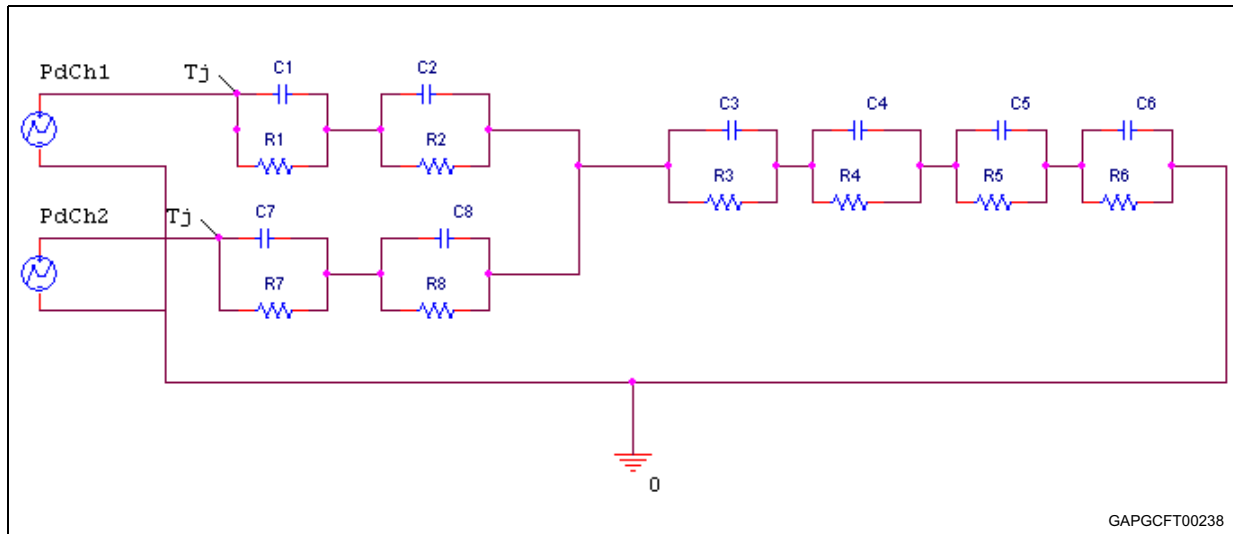 PdCh1
Tj
C1
C2
R1
R2
C3
C4
C5
C6
R3
R4
R5
R6
PdCh2
Tj
C7
C8
R7
R8
0
GAPGCFT00238